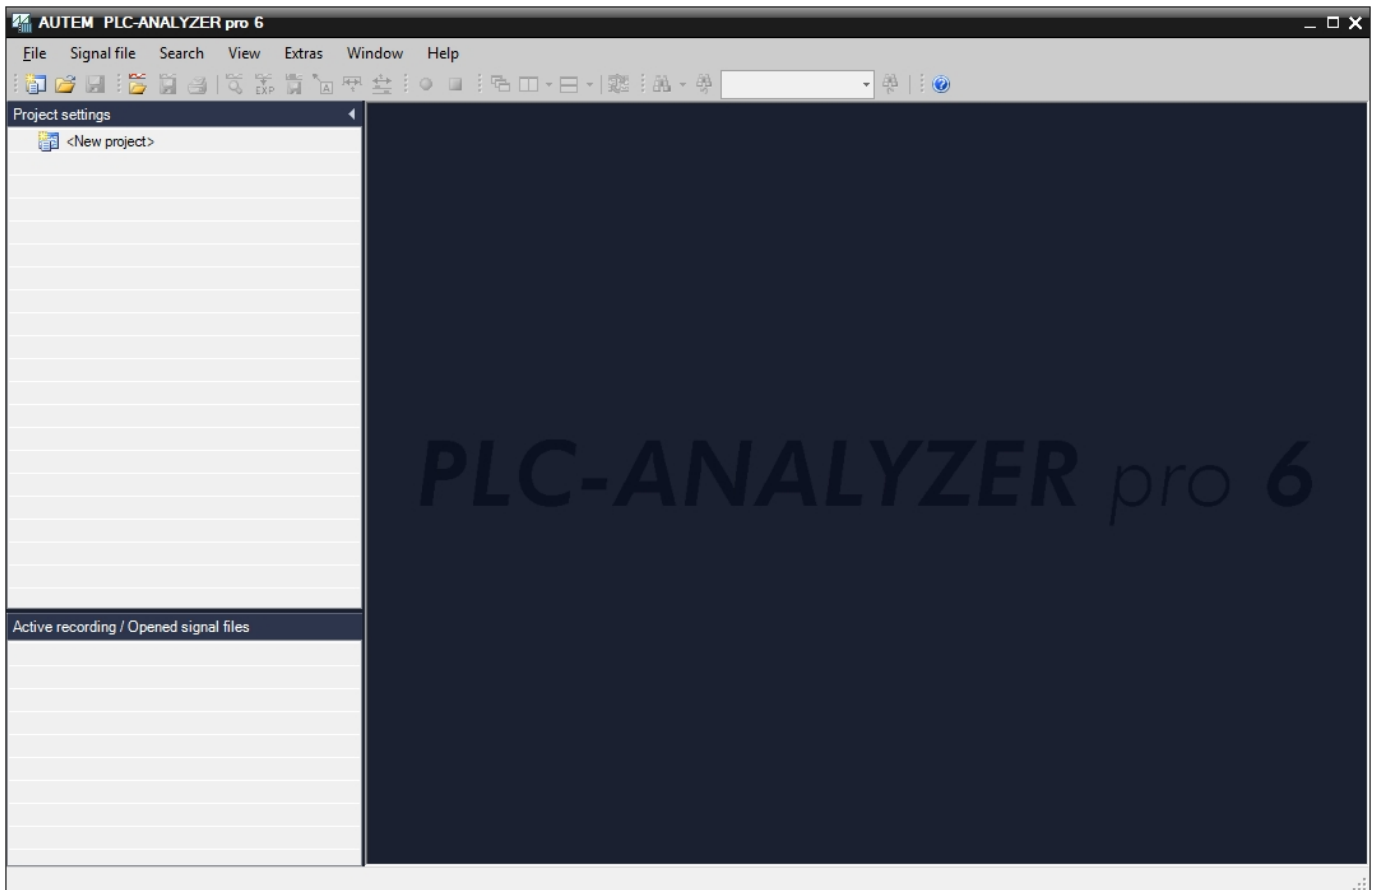 AUTEM PLC-ANALYZER pro 6
File Signal file Search View Extras Window Help
EXP A
Project settings
<New project>
PLC-ANALYZER pro 6
Active recording / Opened signal files